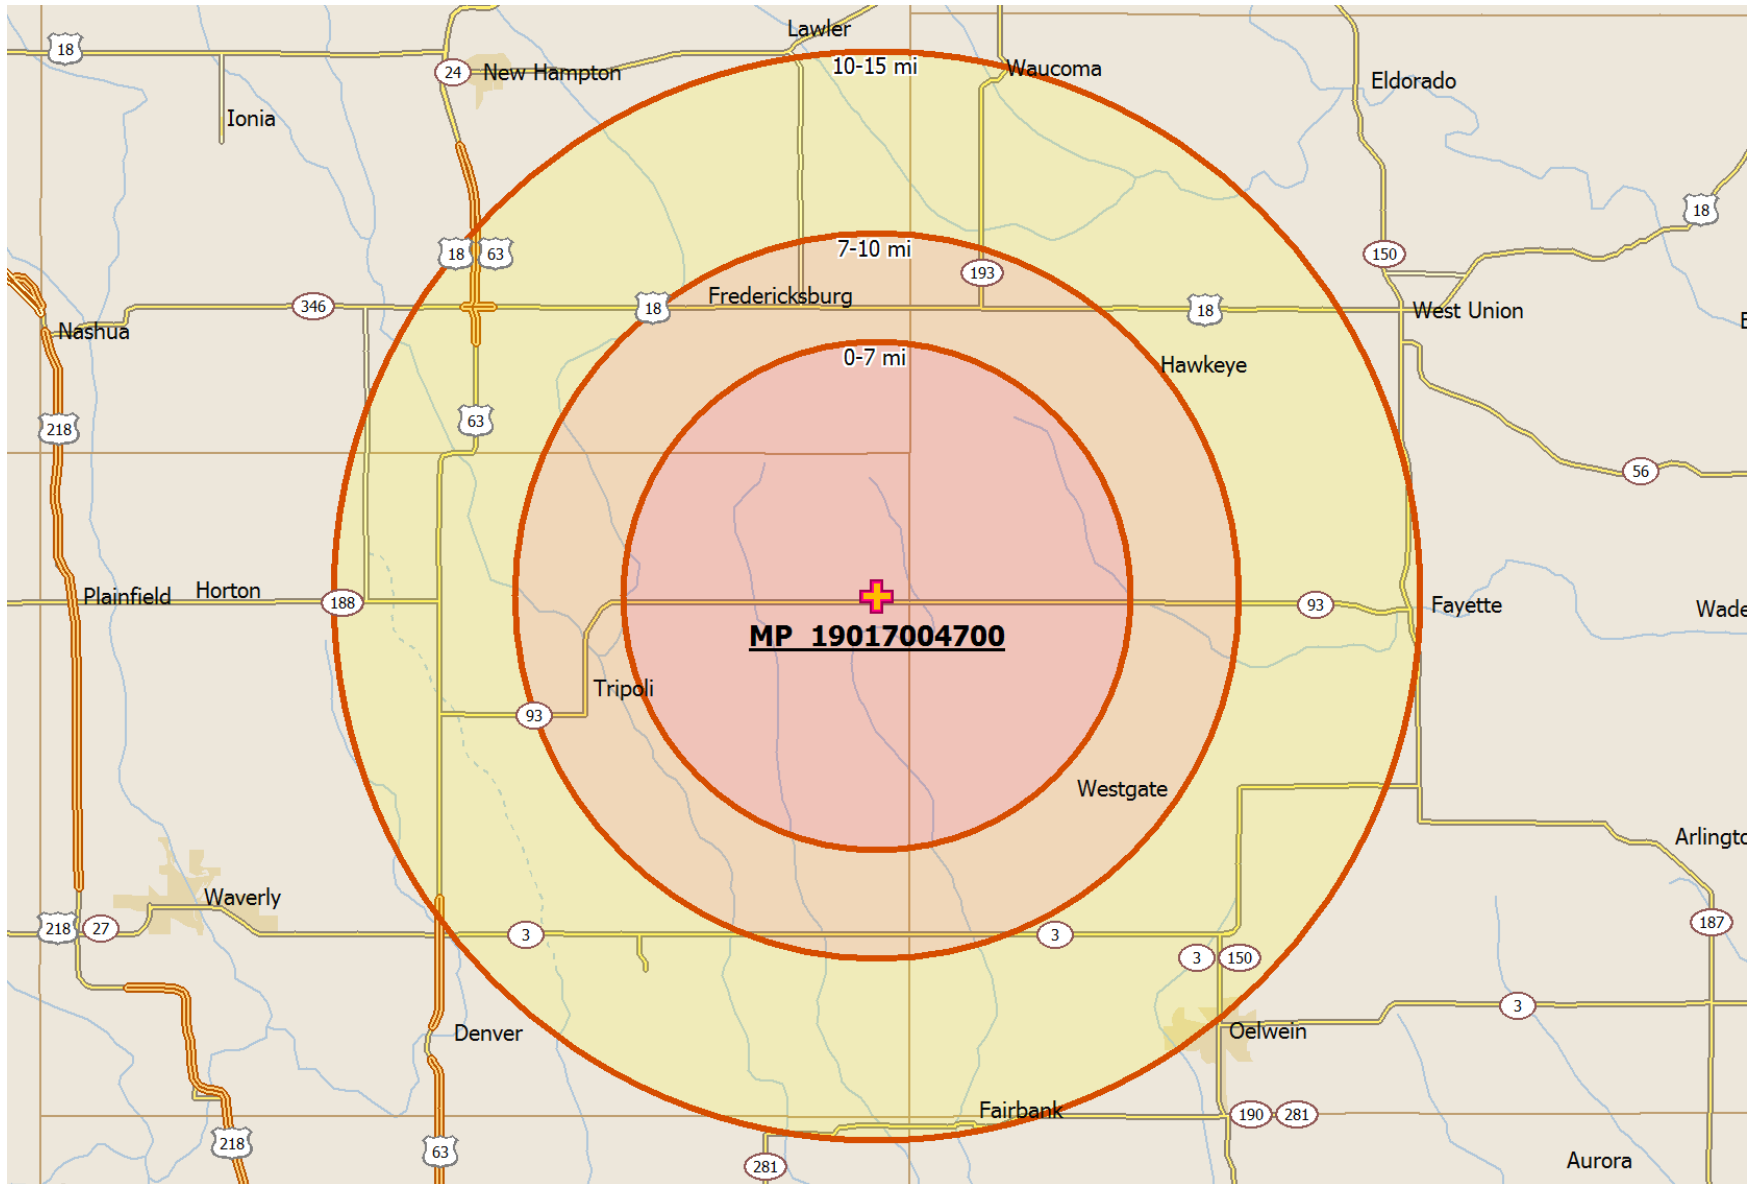 Lawler
18
10-15 mi
Waucoma
24
New Hampton
Eldorado
Ionia
18
7-10 mi
18
63
150
193
Fredericksburg
346
18
18
West Union
Nashua
E
0-7 mi
Hawkeye
63
218
56
Plainfield
Horton
188
93
Fayette
Wade
MP_19017004700
Tripoli
93
Westgate
Arlingto
Waverly
218
27
3
3
187
3
150
3
Denver
Oelwein
Fairbank
190
281
218
63
281
Aurora